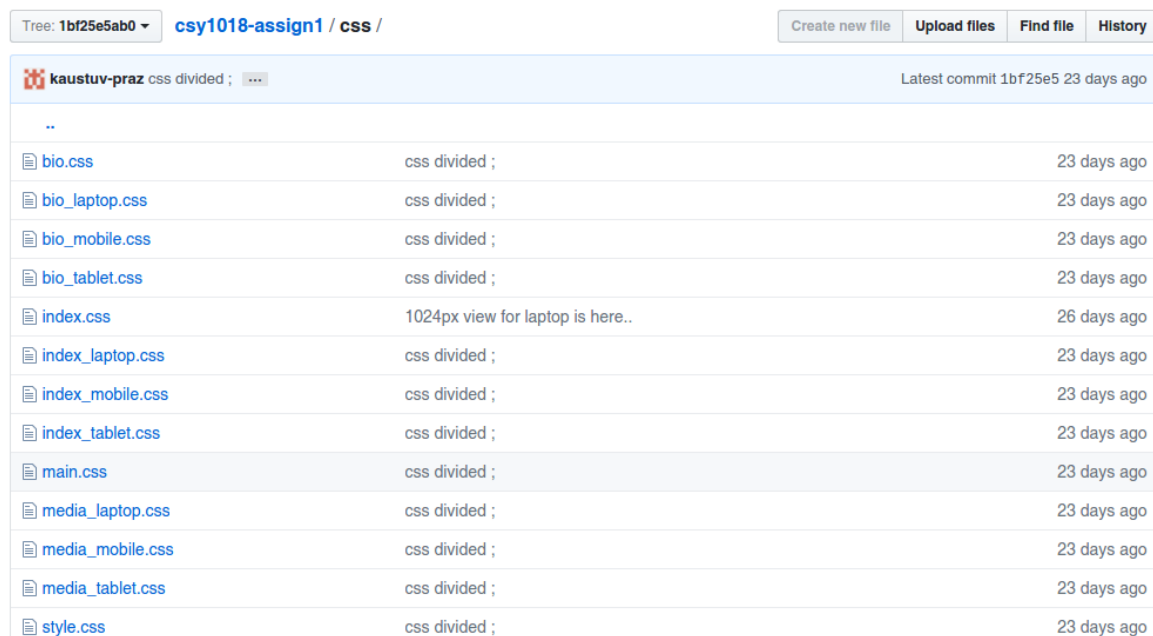 Tree: 1bf25e5ab0 csy1018-assign1 / css / Create new file Upload files Find file History
kaustuv-praz css divided ; ... Latest commit 1bf25e5 23 days ago
..
bio.css css divided ; 23 days ago
bio_laptop.css css divided ; 23 days ago
bio_mobile.css css divided ; 23 days ago
bio_tablet.css css divided ; 23 days ago
index.css 1024px view for laptop is here.. 26 days ago
index_laptop.css css divided ; 23 days ago
index_mobile.css css divided ; 23 days ago
index_tablet.css css divided ; 23 days ago
main.css css divided ; 23 days ago
media_laptop.css css divided ; 23 days ago
media_mobile.css css divided ; 23 days ago
media_tablet.css css divided ; 23 days ago
style.css css divided ; 23 days ago